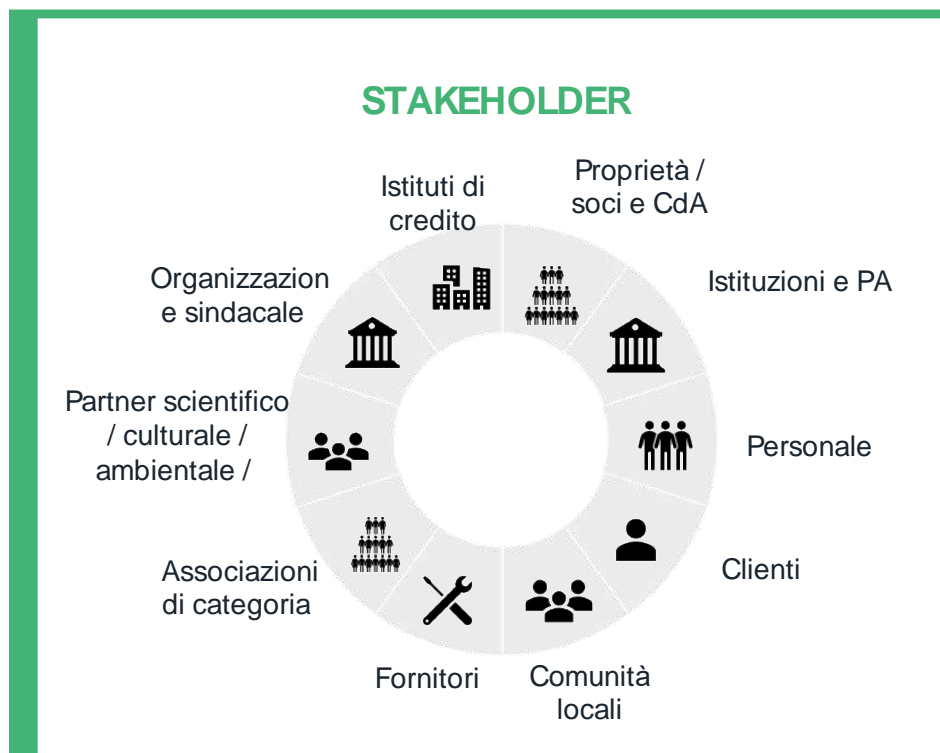 STAKEHOLDER
Proprietà /
soci e CdA
Istituti di
credito
Organizzazion
e sindacale
Istituzioni e PA
Partner scientifico
/ culturale /
ambientale /
Personale
Associazioni
di categoria
Clienti
Fornitori
Comunità
locali